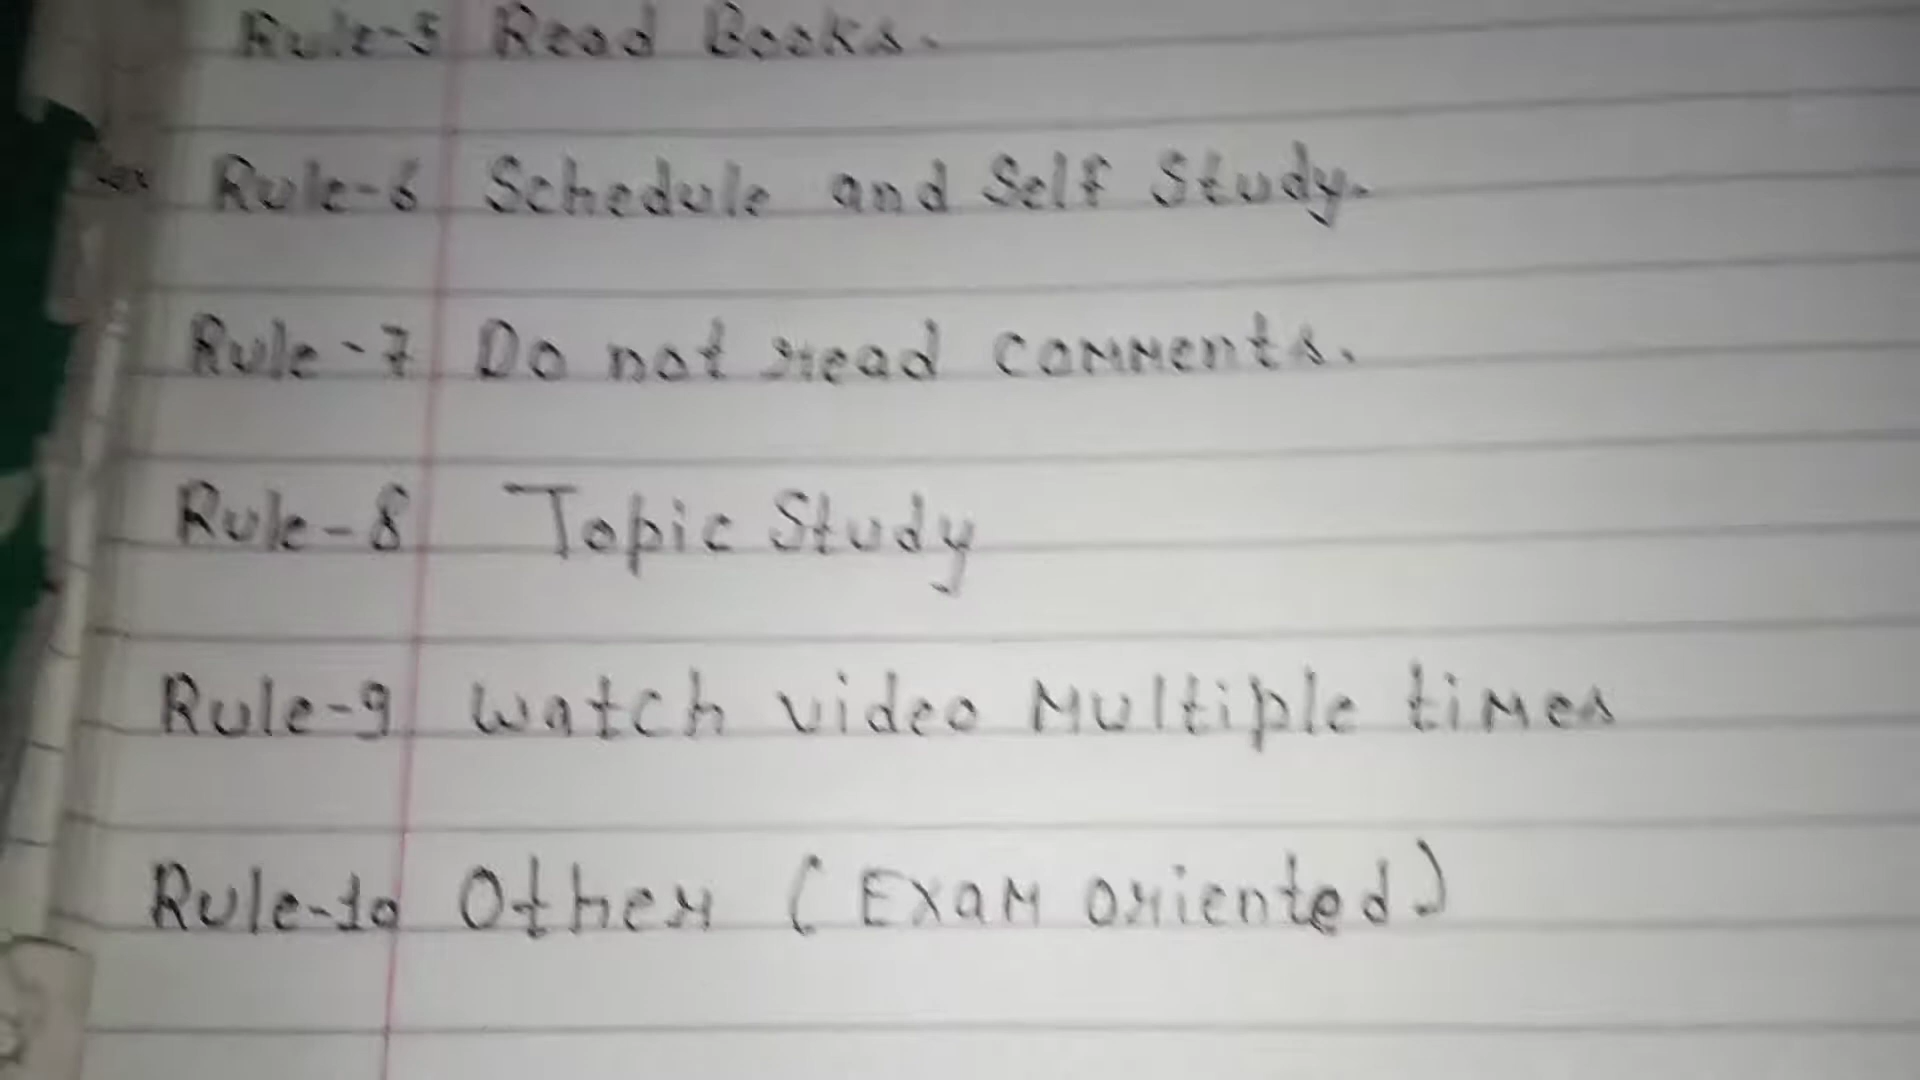 Rule-5 Read Books.
Rule-6 Schedule and Self Study.
Rule-7 Do not read comments.
Rule-8 Topic Study
Rule-9 Watch video Multiple times
Rule-10 Other (Exam oriented)